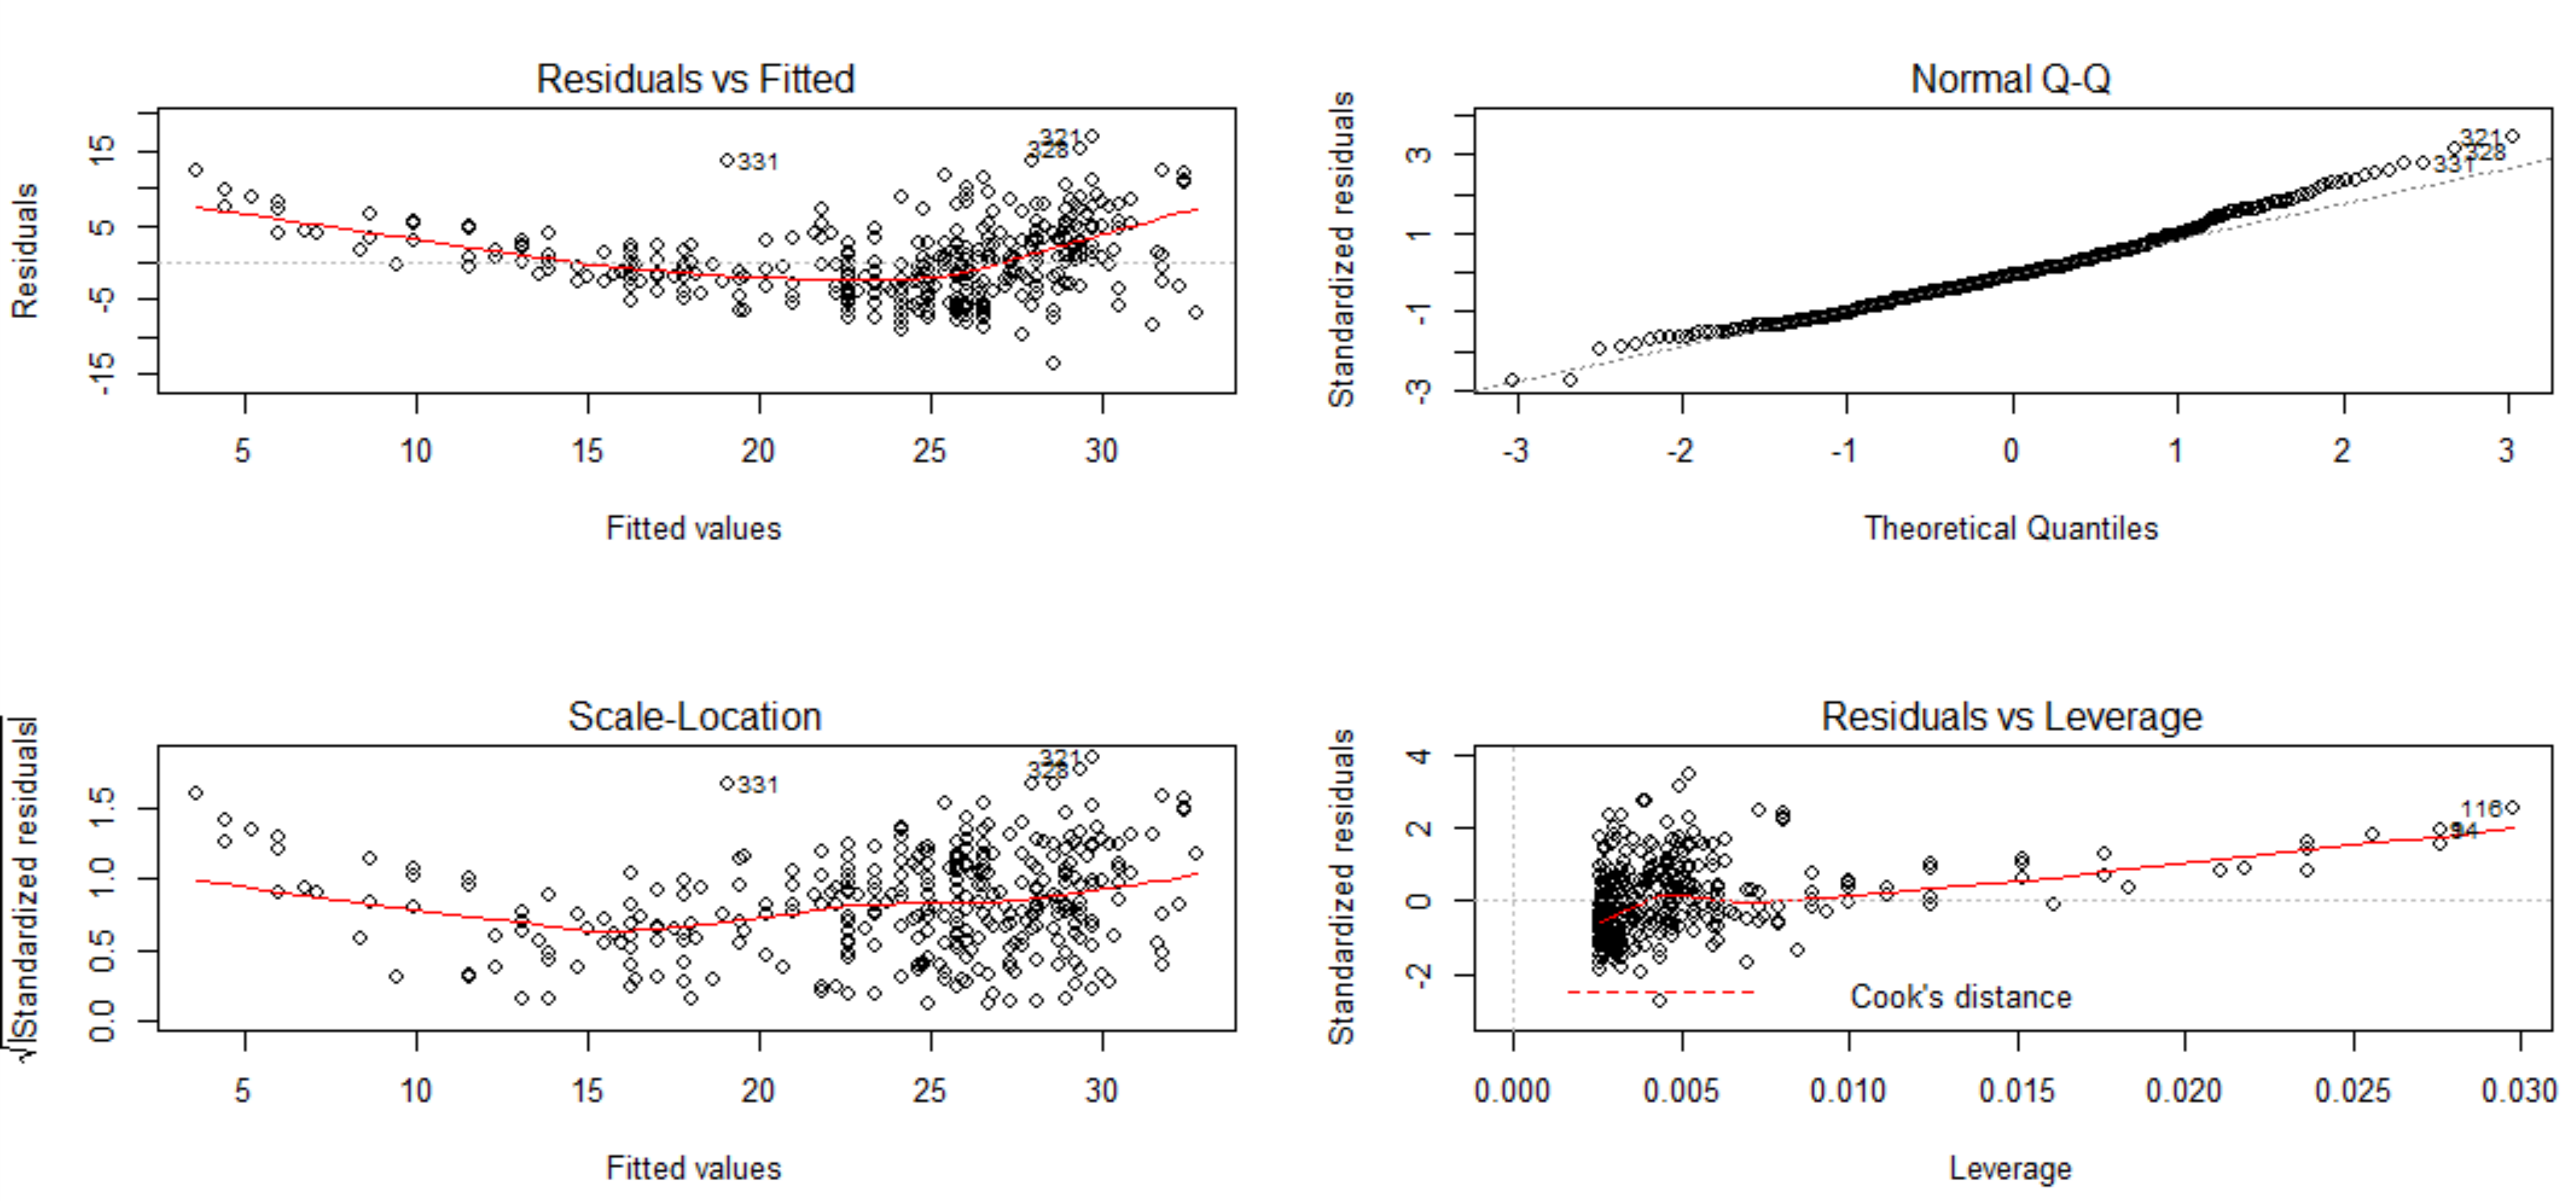 Residuals vs Fitted
Residuals
15
5
-5
-15
321
328
331
5 10 15 20 25 30
Fitted values
Normal Q-Q
Standardized residuals
3
1
-1
-3
321
328
331
-3 -2 -1 0 1 2 3
Theoretical Quantiles
Scale-Location
√|Standardized residuals|
1.5
1.0
0.5
0.0
321
328
331
5 10 15 20 25 30
Fitted values
Residuals vs Leverage
Standardized residuals
4
2
0
-2
116
94
Cook's distance
0.000 0.005 0.010 0.015 0.020 0.025 0.030
Leverage